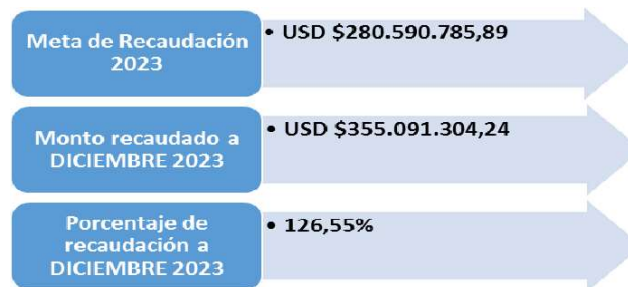 Meta de Recaudación
2023
• USD $280.590.785,89
Monto recaudado a
DICIEMBRE 2023
• USD $355.091.304,24
Porcentaje de
recaudación a
DICIEMBRE 2023
• 126,55%